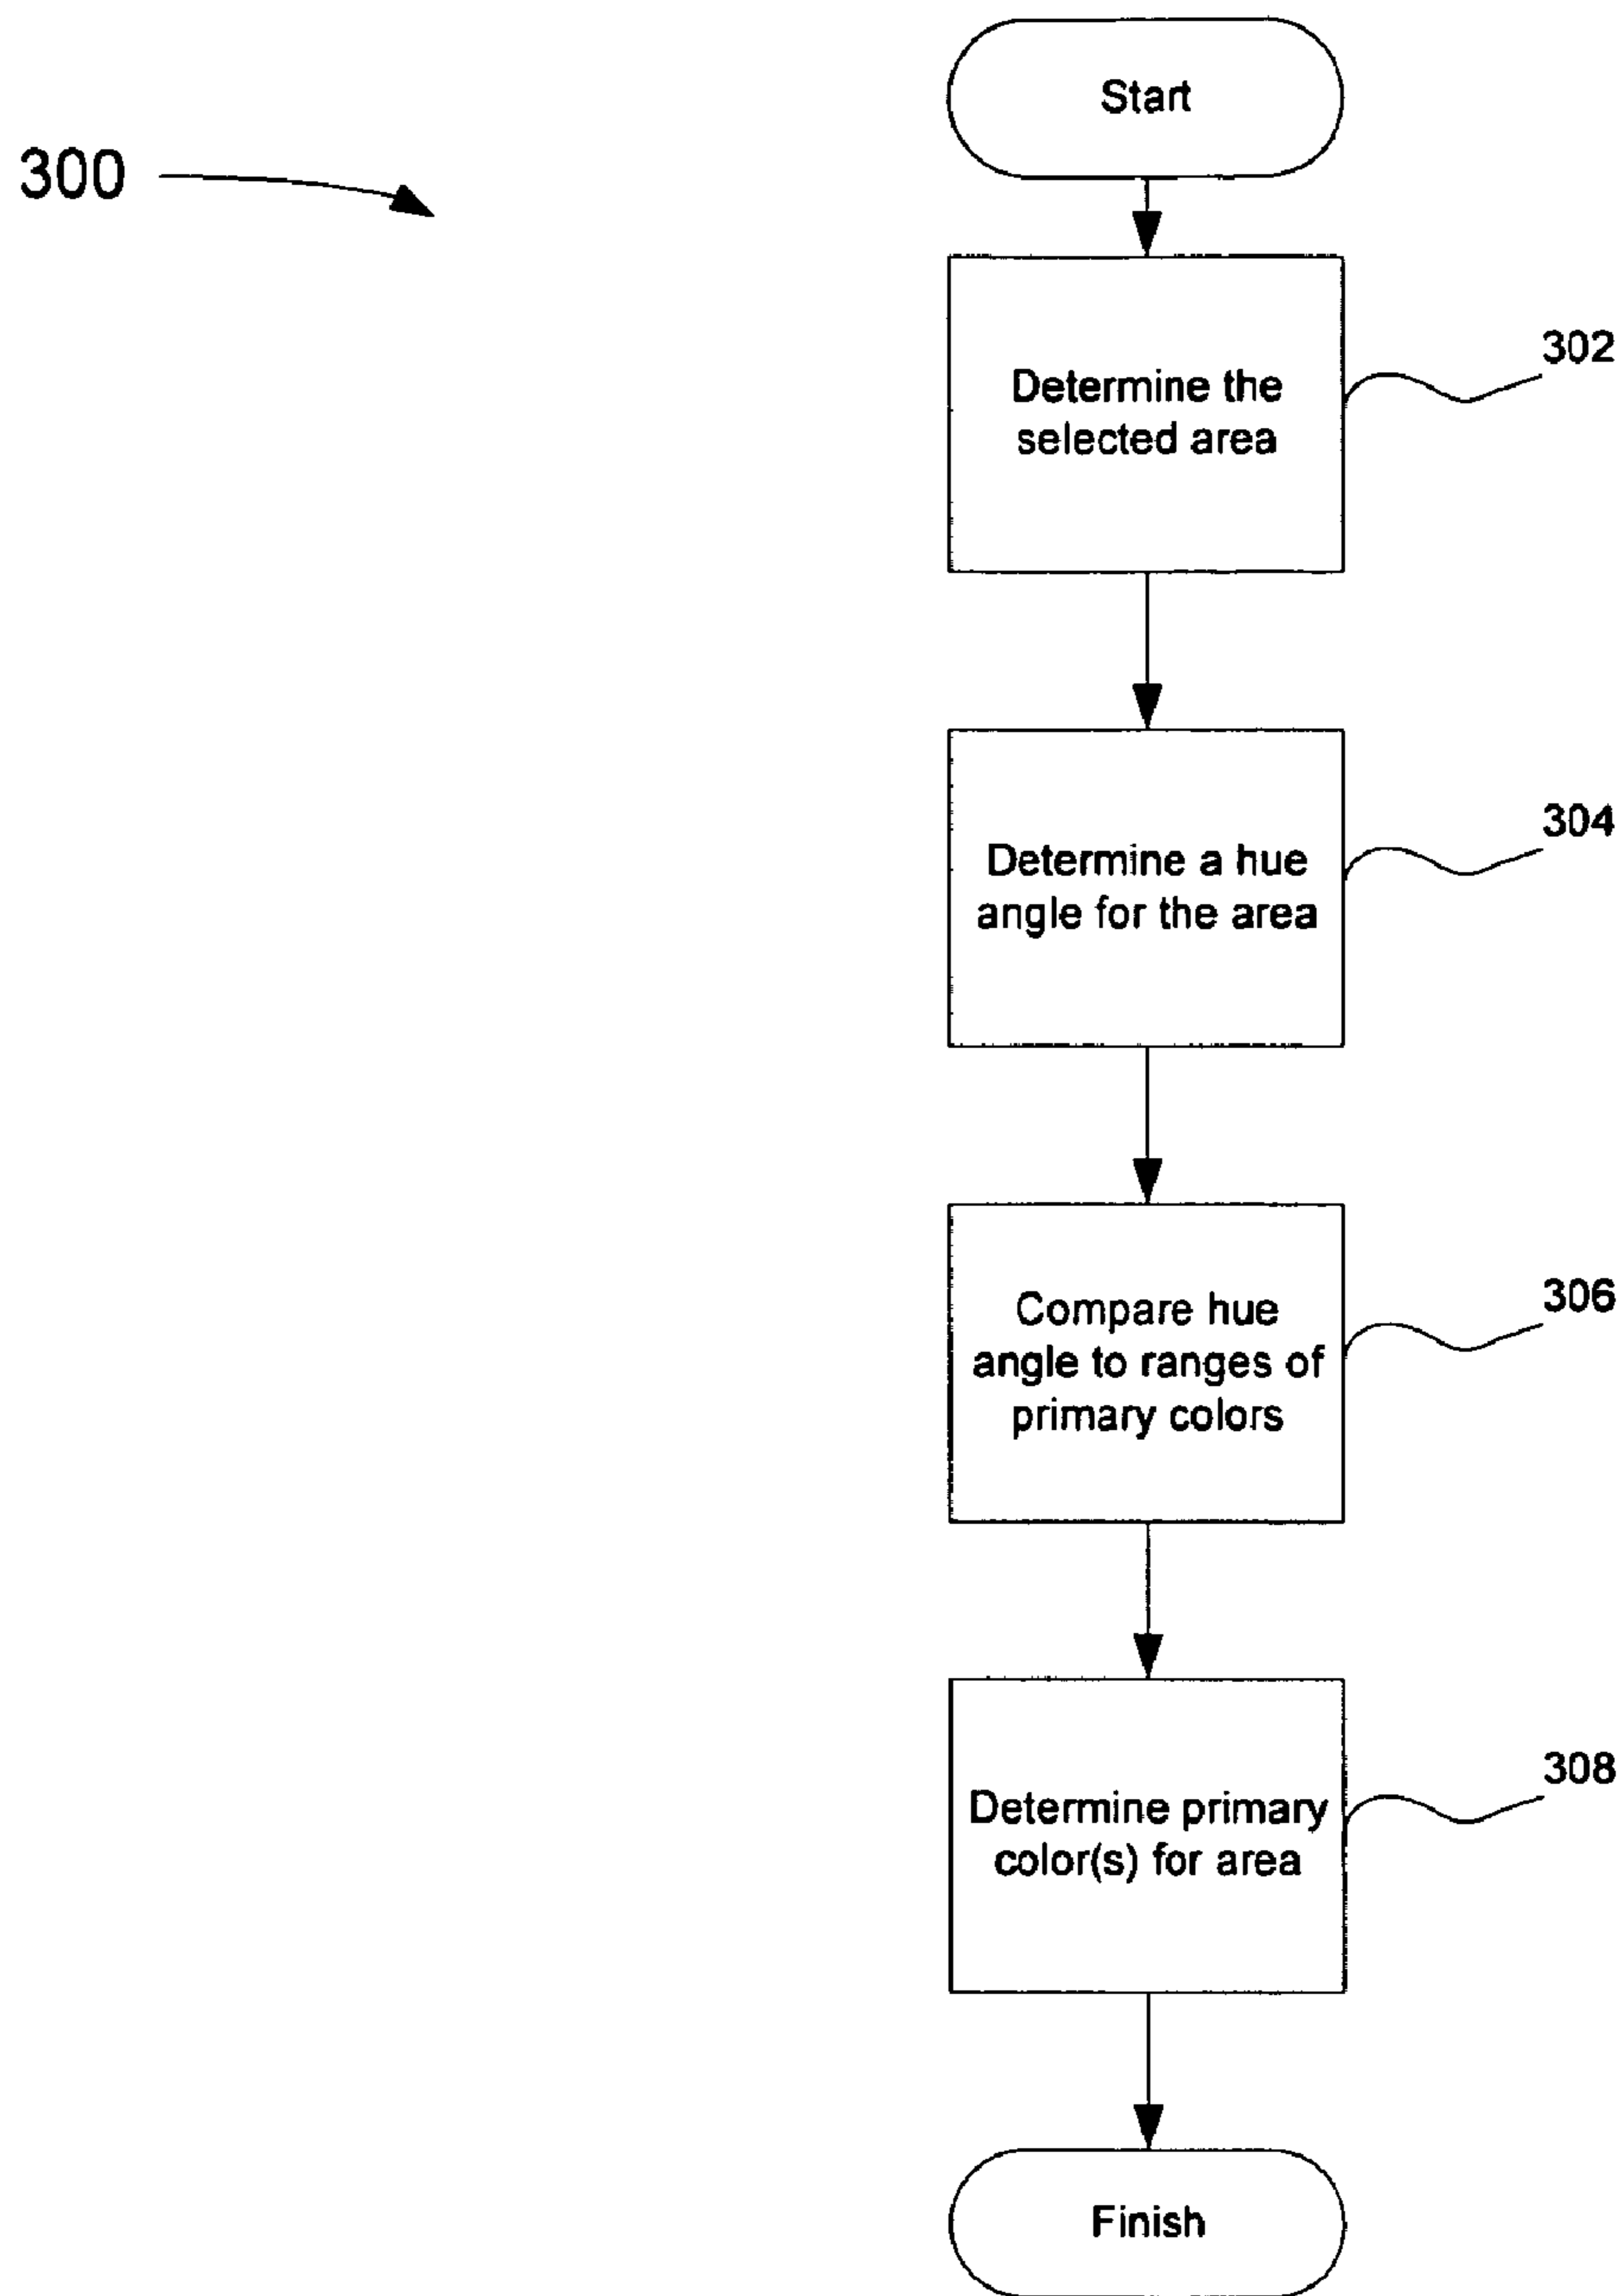 Start
300
302
Determine the
selected area
304
Determine a hue
angle for the area
306
Compare hue
angle to ranges of
primary colors
308
Determine primary
color(s) for area
Finish